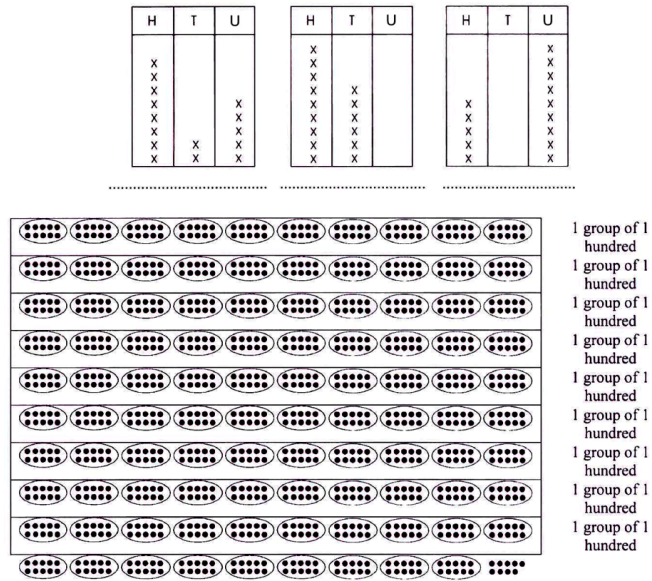 H T U H T U H T U
X X
X X X
X X X
X X X X
X X X X X X
X X X X X X
X X X X X X
X X X X X X X
X X X X X X X
1 group of 1
hundred
1 group of 1
hundred
1 group of 1
hundred
1 group of 1
hundred
1 group of 1
hundred
1 group of 1
hundred
1 group of 1
hundred
1 group of 1
hundred
1 group of 1
hundred